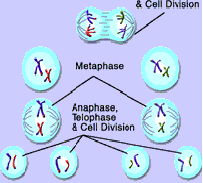 & Cell Division
Metaphase
Anaphase,
Telophase
& Cell Division